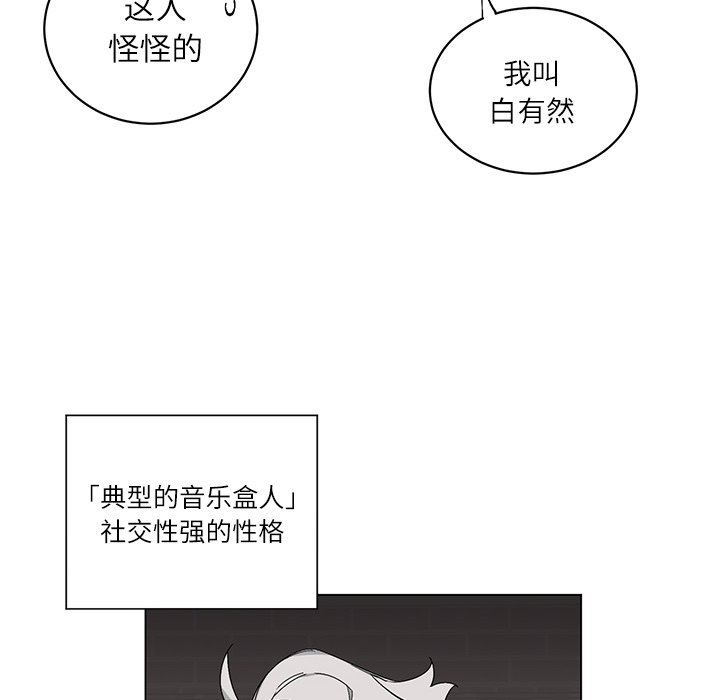 这人
怪怪的
我叫
白有然
「典型的音乐盒人」
社交性强的性格